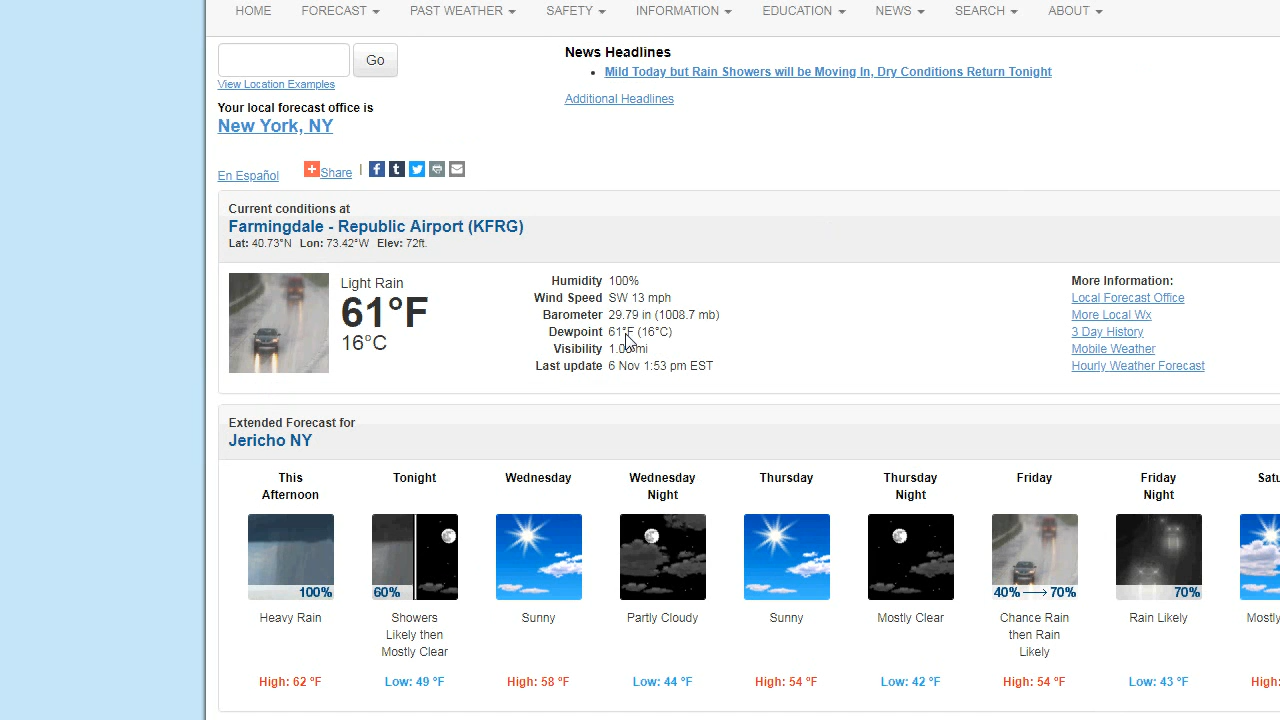 HOME FORECAST PAST WEATHER SAFETY INFORMATION EDUCATION NEWS SEARCH ABOUT
Go
View Location Examples
Your local forecast office is
New York, NY
News Headlines
• Mild Today but Rain Showers will be Moving In, Dry Conditions Return Tonight
Additional Headlines
En Español
Share |
Current conditions at
Farmingdale - Republic Airport (KFRG)
Lat: 40.73°N Lon: 73.42°W Elev: 72ft.
Light Rain
61°F
16°C
Humidity 100%
Wind Speed SW 13 mph
Barometer 29.79 in (1008.7 mb)
Dewpoint 61°F (16°C)
Visibility mi
Last update 6 Nov 1:53 pm EST
More Information:
Local Forecast Office
More Local Wx
3 Day History
Mobile Weather
Hourly Weather Forecast
Extended Forecast for
Jericho NY
This Afternoon
100%
Heavy Rain
High: 62 °F
Tonight
60%
Showers
Likely then
Mostly Clear
Low: 49 °F
Wednesday
Sunny
High: 58 °F
Wednesday
Night
Partly Cloudy
Low: 44 °F
Thursday
Sunny
High: 54 °F
Thursday
Night
Mostly Clear
Low: 42 °F
Friday
40% 70%
Chance Rain
then Rain
Likely
High: 54 °F
Friday
Night
70%
Rain Likely
Low: 43 °F
Satu
Mostly
High: